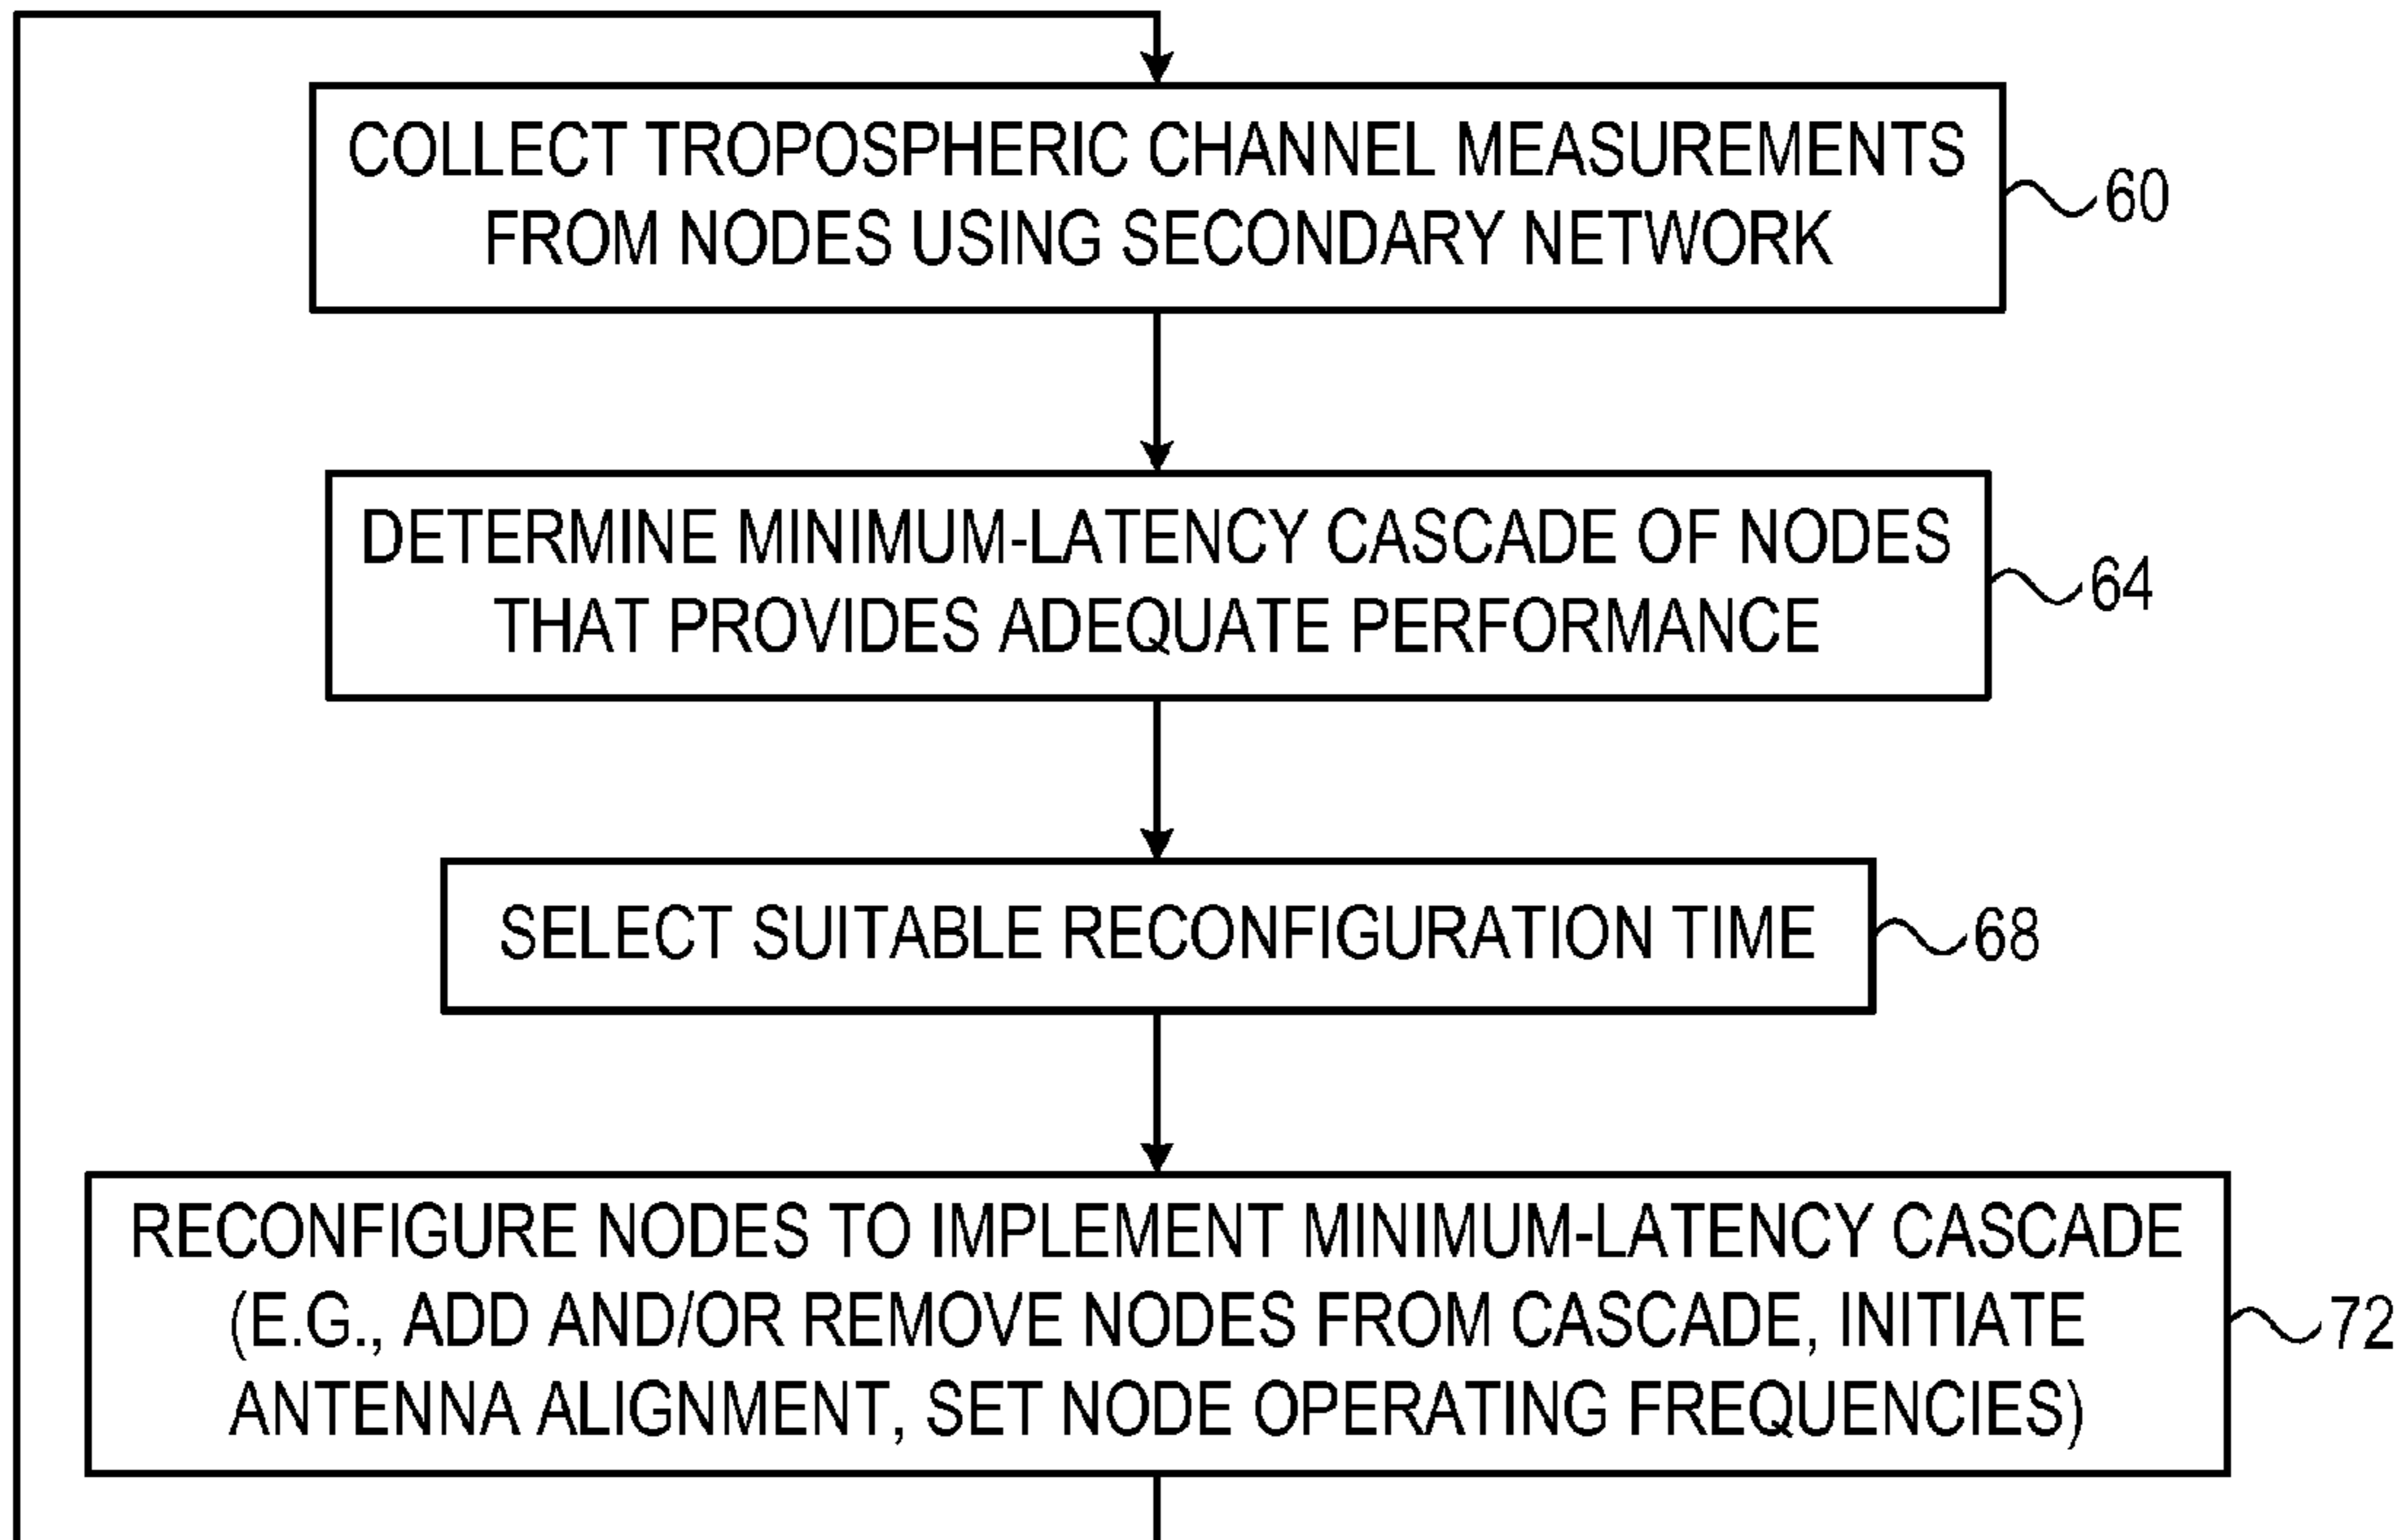 COLLECT TROPOSPHERIC CHANNEL MEASUREMENTS
FROM NODES USING SECONDARY NETWORK
60
DETERMINE MINIMUM-LATENCY CASCADE OF NODES
THAT PROVIDES ADEQUATE PERFORMANCE
64
SELECT SUITABLE RECONFIGURATION TIME
68
RECONFIGURE NODES TO IMPLEMENT MINIMUM-LATENCY CASCADE
(E.G., ADD AND/OR REMOVE NODES FROM CASCADE, INITIATE
ANTENNA ALIGNMENT, SET NODE OPERATING FREQUENCIES)
72